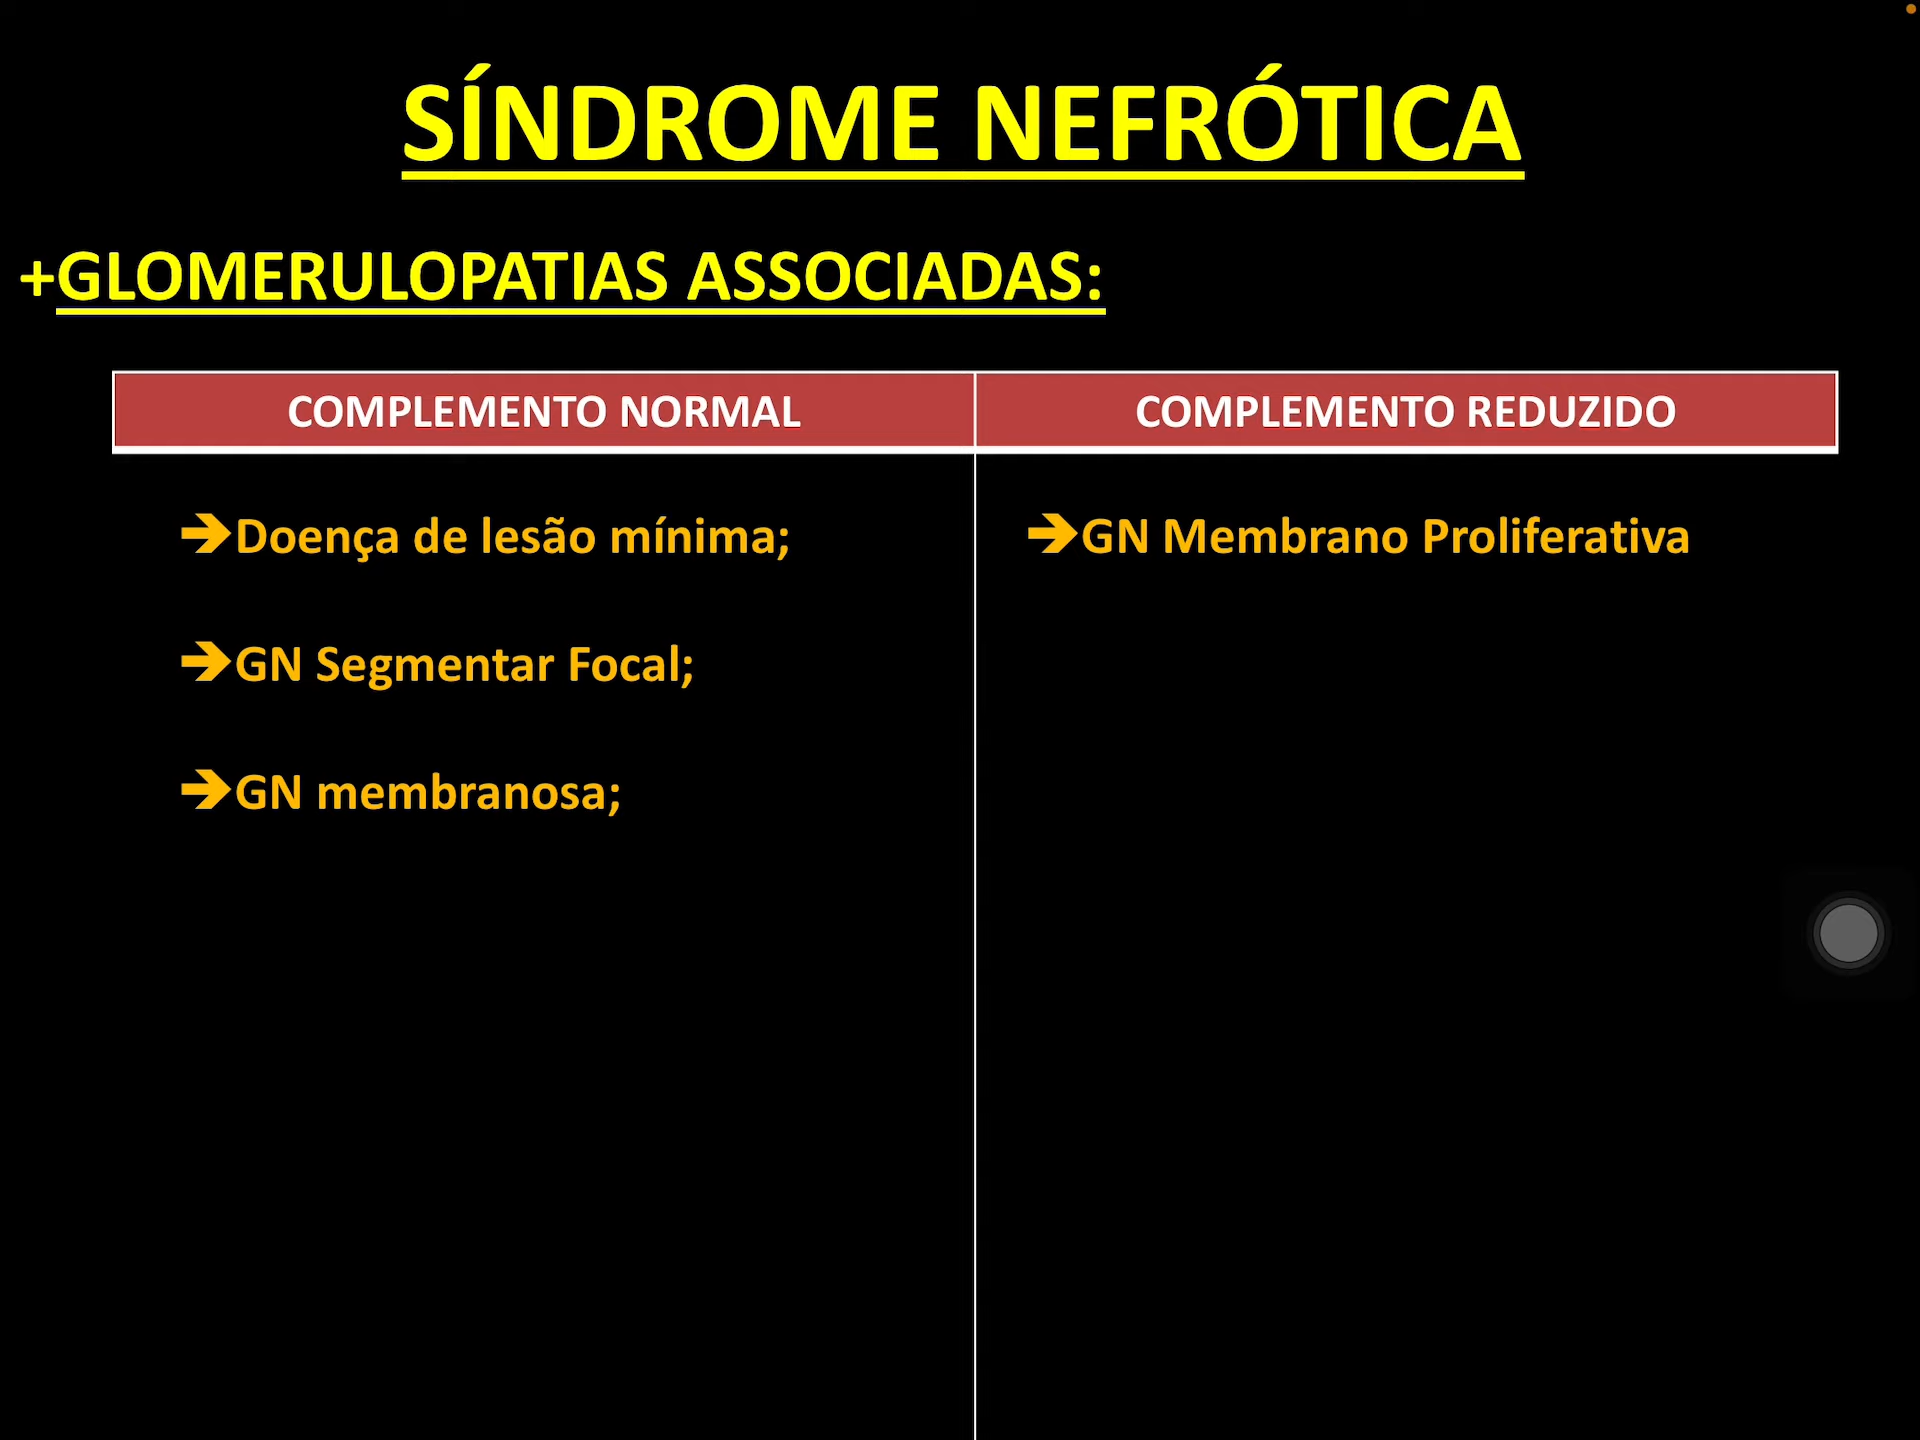 SÍNDROME NEFRÓTICA
+GLOMERULOPATIAS ASSOCIADAS:
COMPLEMENTO NORMAL
➔Doença de lesão mínima;
➔GN Segmentar Focal;
➔GN membranosa;
COMPLEMENTO REDUZIDO
➔GN Membrano Proliferativa